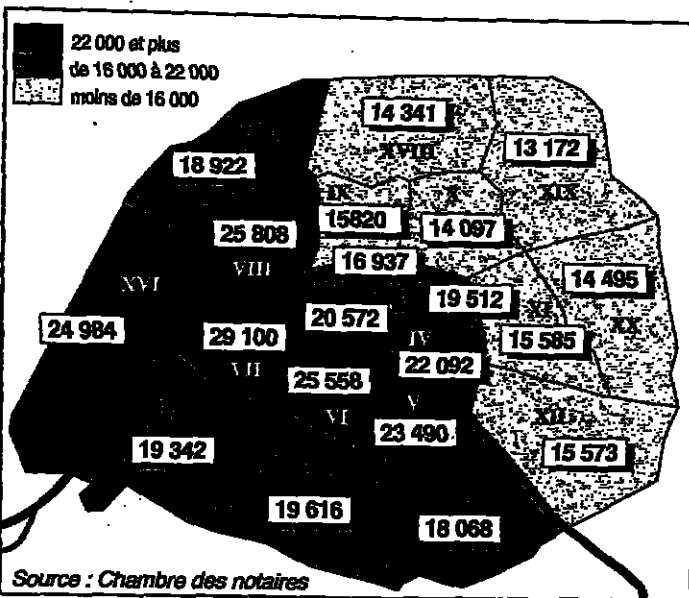 22 000 et plus
de 16 000 à 22 000
moins de 16 000
14 341
XVIII
13 172
XIX
18 922
IX
X
15820
14 097
25 808
VIII
16 937
14 495
XX
XVI
19 512
XI
20 572
24 984
29 100
VII
IV
15 585
22 092
25 558
VI
V
23 490
XII
15 573
19 342
19 616
18 068
Source : Chambre des notaires